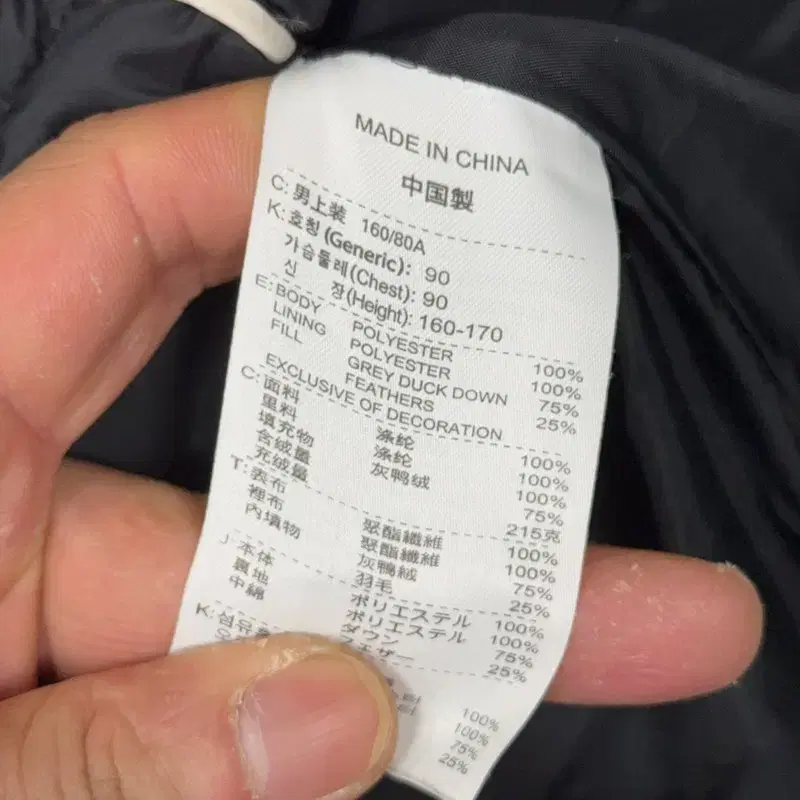 MADE IN CHINA
中国製
C: 男上装 160/80A
K: 호칭 (Generic): 90
가슴둘레(Chest): 90
신 장(Height): 160-170
E: BODY POLYESTER 100%
LINING POLYESTER 100%
FILL GREY DUCK DOWN 75%
FEATHERS 25%
EXCLUSIVE OF DECORATION
C: 面料 涤纶 100%
里料 涤纶 100%
填充物 灰鸭绒 100%
含绒量 75%
充绒量 215克
T: 表布 聚酯纖維 100%
裡布 聚酯纖維 100%
內填物 灰鴨絨 75%
羽毛 25%
J: 本体 ポリエステル 100%
裏地 ポリエステル 100%
中綿 ダウン 75%
フェザー 25%
K: 100%
100%
75%
25%